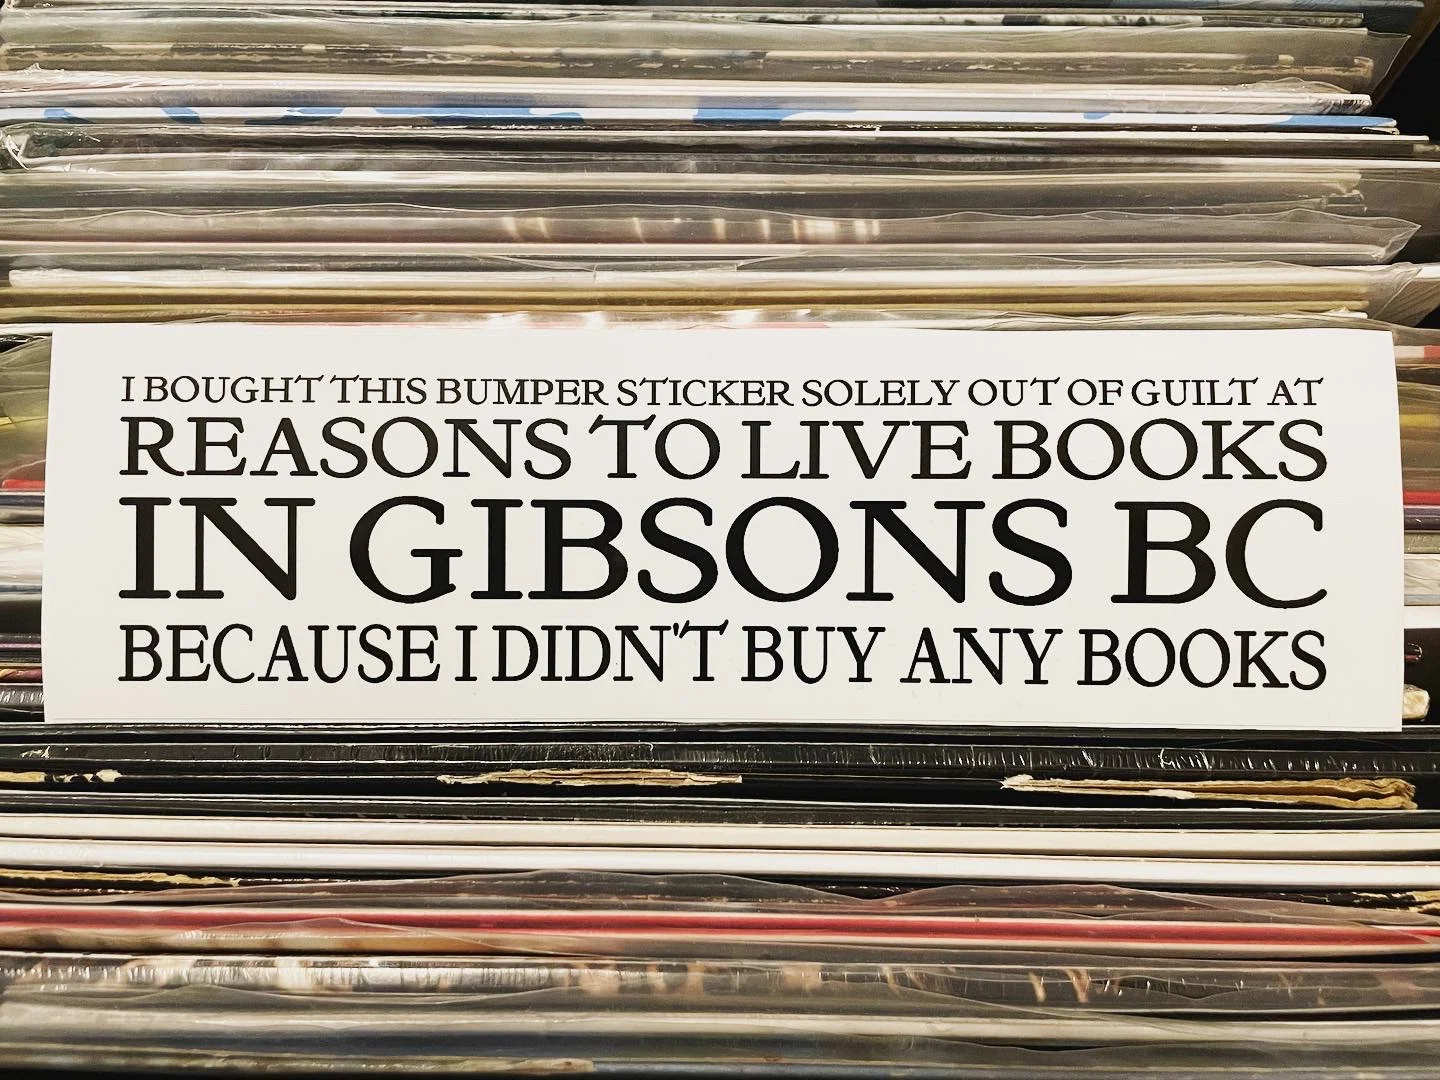 I BOUGHT THIS BUMPER STICKER SOLELY OUT OF GUILT AT
REASONS TO LIVE BOOKS
IN GIBSONS BC
BECAUSE I DIDN'T BUY ANY BOOKS